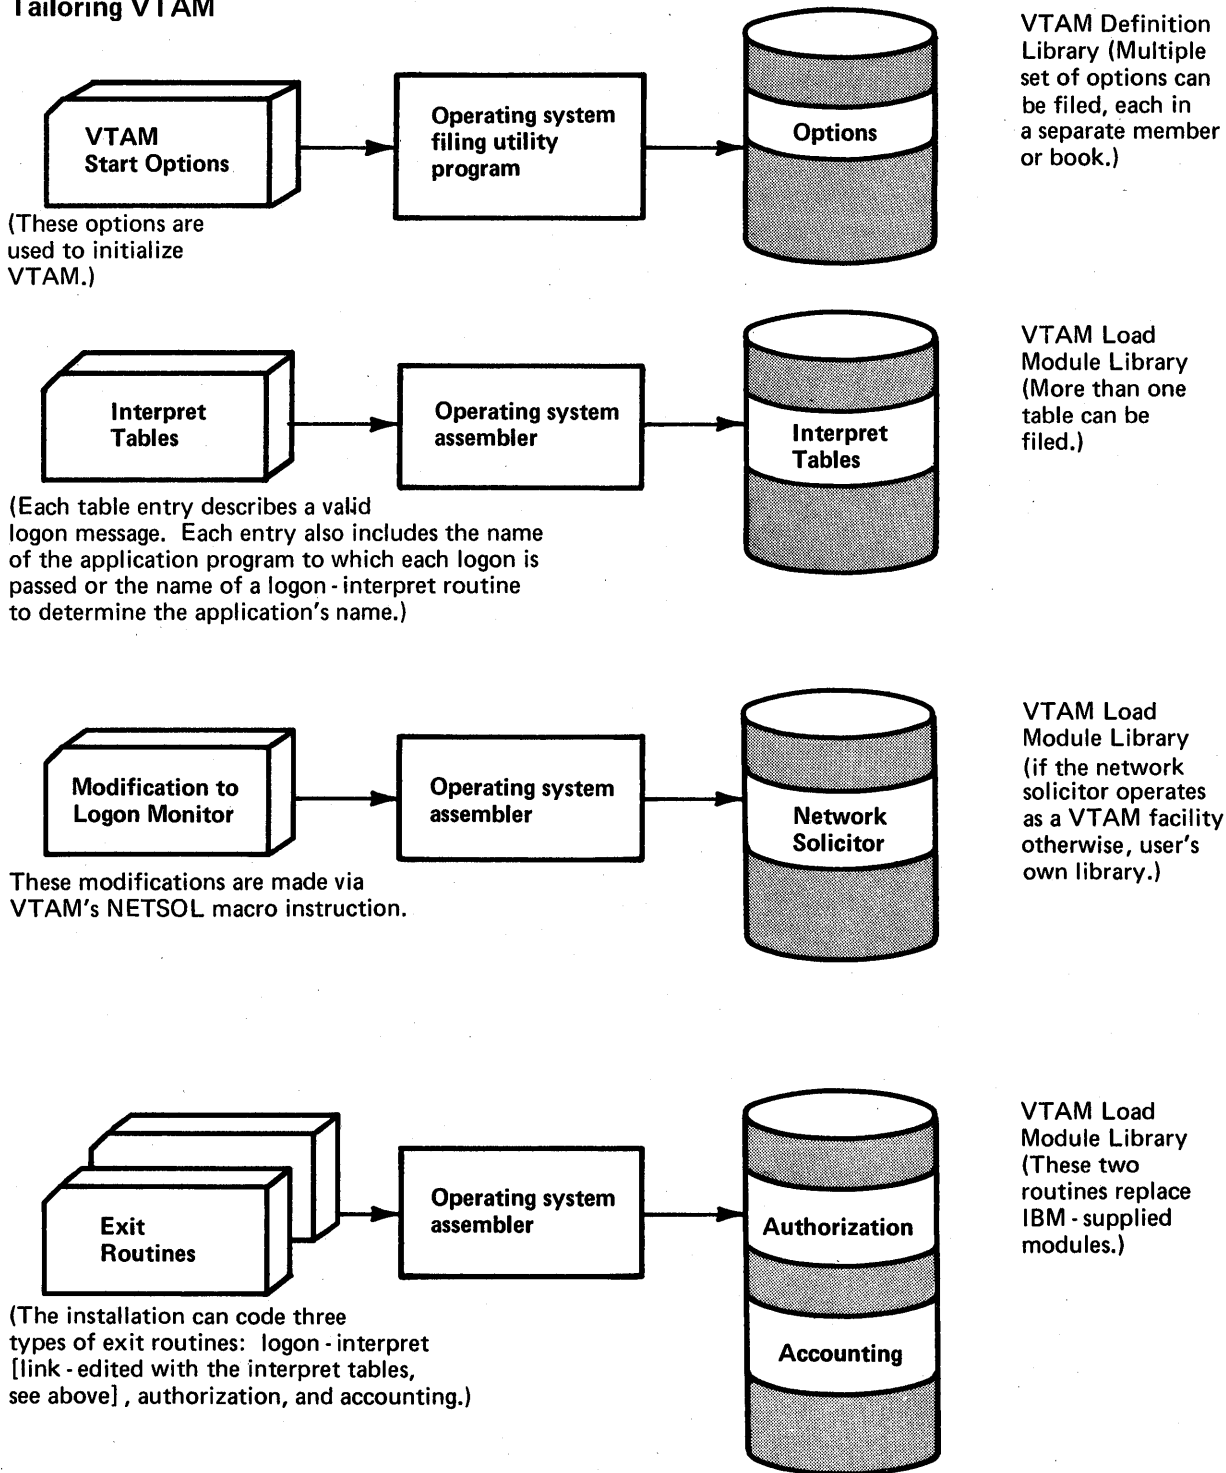 Tailoring VTAM
VTAM
Start Options
(These options are
used to initialize
VTAM.)
Operating system
filing utility
program
Options
VTAM Definition
Library (Multiple
set of options can
be filed, each in
a separate member
or book.)
Interpret
Tables
(Each table entry describes a valid
logon message. Each entry also includes the name
of the application program to which each logon is
passed or the name of a logon - interpret routine
to determine the application's name.)
Operating system
assembler
Interpret
Tables
VTAM Load
Module Library
(More than one
table can be
filed.)
Modification to
Logon Monitor
These modifications are made via
VTAM's NETSOL macro instruction.
Operating system
assembler
Network
Solicitor
VTAM Load
Module Library
(if the network
solicitor operates
as a VTAM facility
otherwise, user's
own library.)
Exit
Routines
(The installation can code three
types of exit routines: logon - interpret
[link - edited with the interpret tables,
see above] , authorization, and accounting.)
Operating system
assembler
Authorization
Accounting
VTAM Load
Module Library
(These two
routines replace
IBM - supplied
modules.)